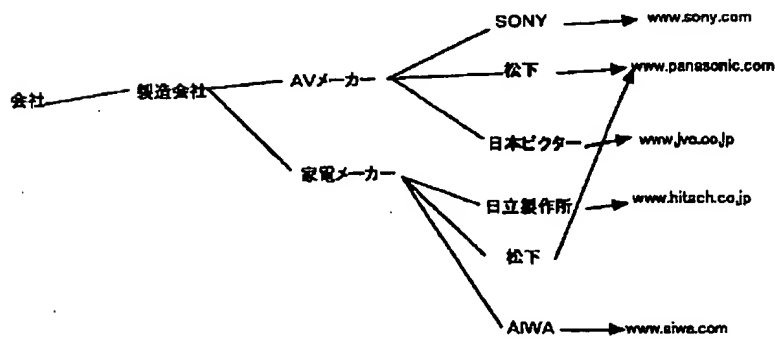 SONY
www.sony.com
松下
www.panasonic.com
AVメーカー
会社
製造会社
日本ビクター
www.jvc.co.jp
家電メーカー
日立製作所
www.hitach.co.jp
松下
AIWA
www.aiwa.com